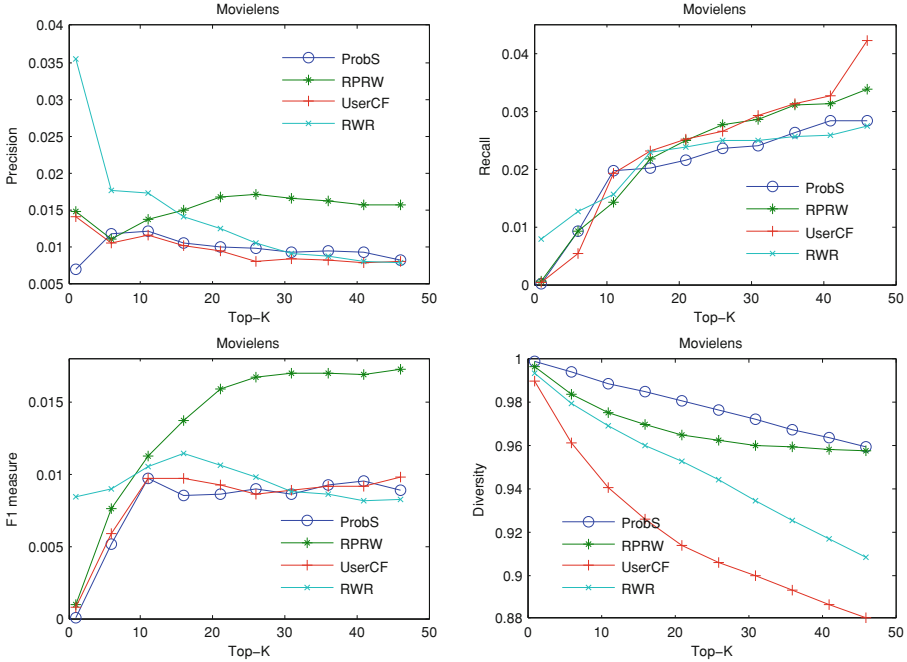 Movielens
0.04
0.035
0.03
0.025
0.02
0.015
0.01
0.005
0 10 20 30 40 50
Precision
Top-K
ProbS
RPRW
UserCF
RWR
Movielens
0.04
0.03
0.02
0.01
0
0 10 20 30 40 50
Recall
Top-K
ProbS
RPRW
UserCF
RWR
Movielens
0.015
0.01
0.005
0
0 10 20 30 40 50
F1 measure
Top-K
ProbS
RPRW
UserCF
RWR
Movielens
1
0.98
0.96
0.94
0.92
0.9
0.88
0 10 20 30 40 50
Diversity
Top-K
ProbS
RPRW
UserCF
RWR